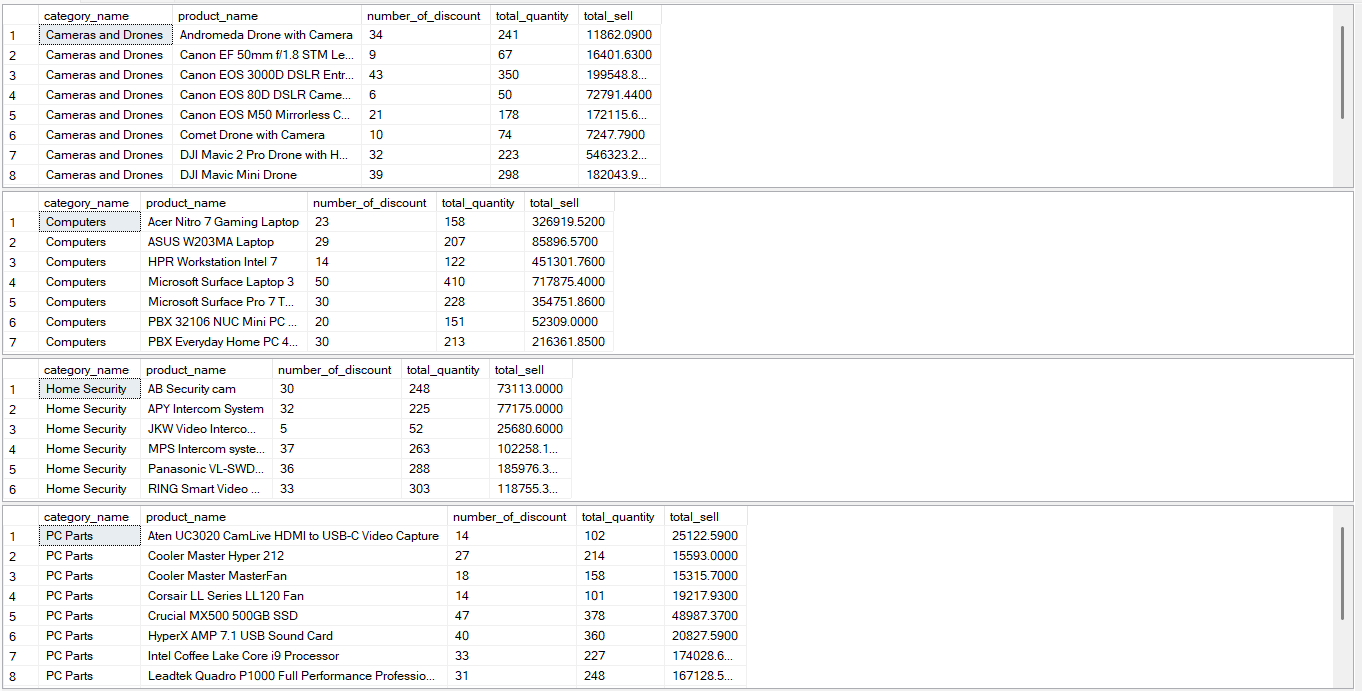 category_name product_name number_of_discount total_quantity total_sell
1 Cameras and Drones Andromeda Drone with Camera 34 241 11862.0900
2 Cameras and Drones Canon EF 50mm f/1.8 STM Le... 9 67 16401.6300
3 Cameras and Drones Canon EOS 3000D DSLR Entr... 43 350 199548.8...
4 Cameras and Drones Canon EOS 80D DSLR Came... 6 50 72791.4400
5 Cameras and Drones Canon EOS M50 Mirrorless C... 21 178 172115.6...
6 Cameras and Drones Comet Drone with Camera 10 74 7247.7900
7 Cameras and Drones DJI Mavic 2 Pro Drone with H... 32 223 546323.2...
8 Cameras and Drones DJI Mavic Mini Drone 39 298 182043.9...
category_name product_name number_of_discount total_quantity total_sell
1 Computers Acer Nitro 7 Gaming Laptop 23 158 326919.5200
2 Computers ASUS W203MA Laptop 29 207 85896.5700
3 Computers HPR Workstation Intel 7 14 122 451301.7600
4 Computers Microsoft Surface Laptop 3 50 410 717875.4000
5 Computers Microsoft Surface Pro 7 T... 30 228 354751.8600
6 Computers PBX 32106 NUC Mini PC ... 20 151 52309.0000
7 Computers PBX Everyday Home PC 4... 30 213 216361.8500
category_name product_name number_of_discount total_quantity total_sell
1 Home Security AB Security cam 30 248 73113.0000
2 Home Security APY Intercom System 32 225 77175.0000
3 Home Security JKW Video Interco... 5 52 25680.6000
4 Home Security MPS Intercom syste... 37 263 102258.1...
5 Home Security Panasonic VL-SWD... 36 288 185976.3...
6 Home Security RING Smart Video ... 33 303 118755.3...
category_name product_name number_of_discount total_quantity total_sell
1 PC Parts Aten UC3020 CamLive HDMI to USB-C Video Capture 14 102 25122.5900
2 PC Parts Cooler Master Hyper 212 27 214 15593.0000
3 PC Parts Cooler Master MasterFan 18 158 15315.7000
4 PC Parts Corsair LL Series LL120 Fan 14 101 19217.9300
5 PC Parts Crucial MX500 500GB SSD 47 378 48987.3700
6 PC Parts HyperX AMP 7.1 USB Sound Card 40 360 20827.5900
7 PC Parts Intel Coffee Lake Core i9 Processor 33 227 174028.6...
8 PC Parts Leadtek Quadro P1000 Full Performance Professio... 31 248 167128.5...